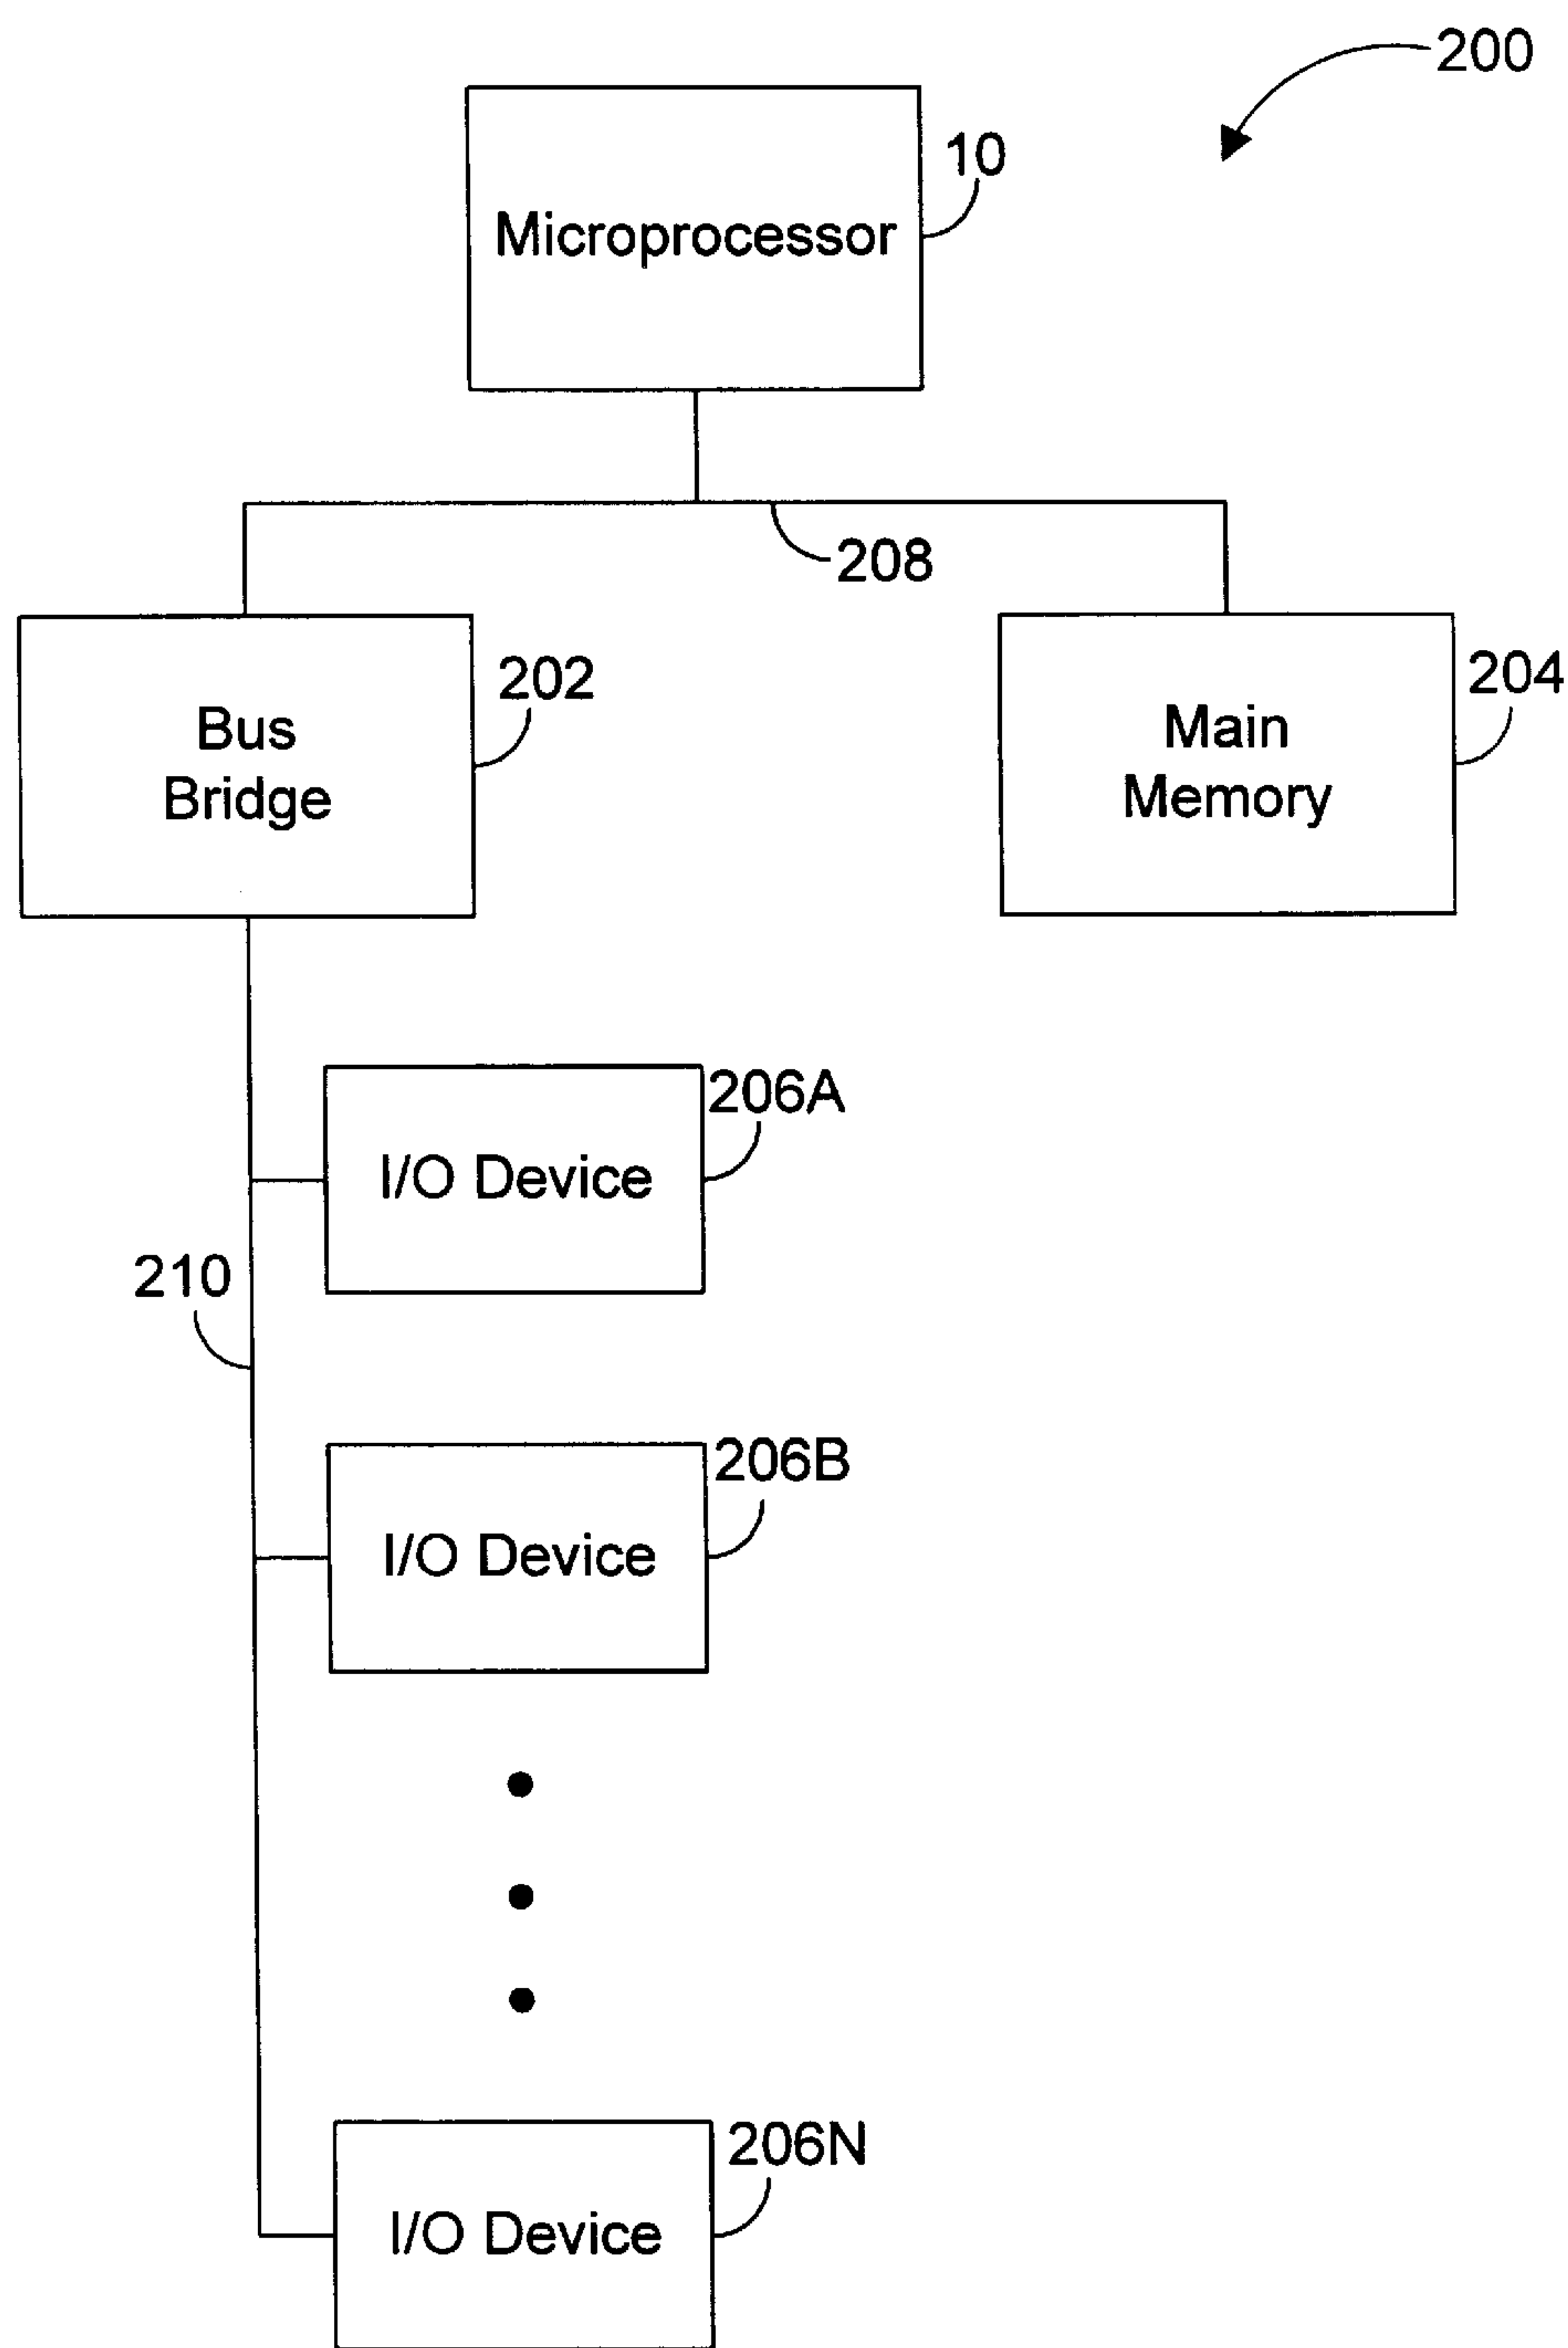 200
10
Microprocessor
208
202
Bus
Bridge
204
Main
Memory
206A
I/O Device
210
206B
I/O Device
206N
I/O Device